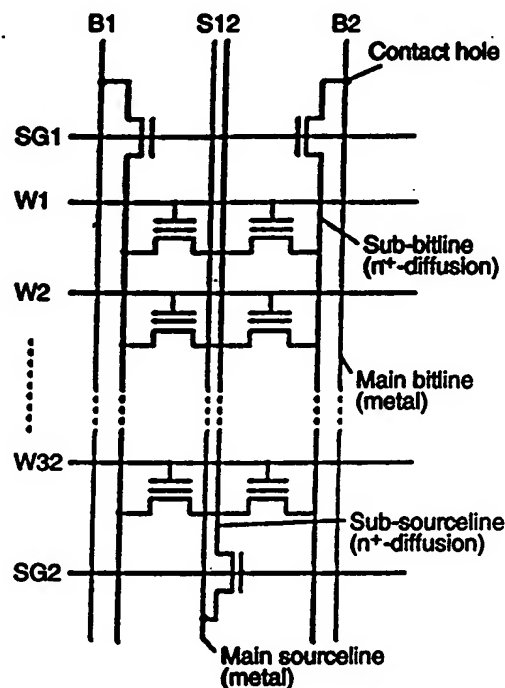 B1 S12 B2
Contact hole
SG1
W1
Sub-bitline
(n⁺-diffusion)
W2
Main bitline
(metal)
W32
Sub-sourceline
(n⁺-diffusion)
SG2
Main sourceline
(metal)